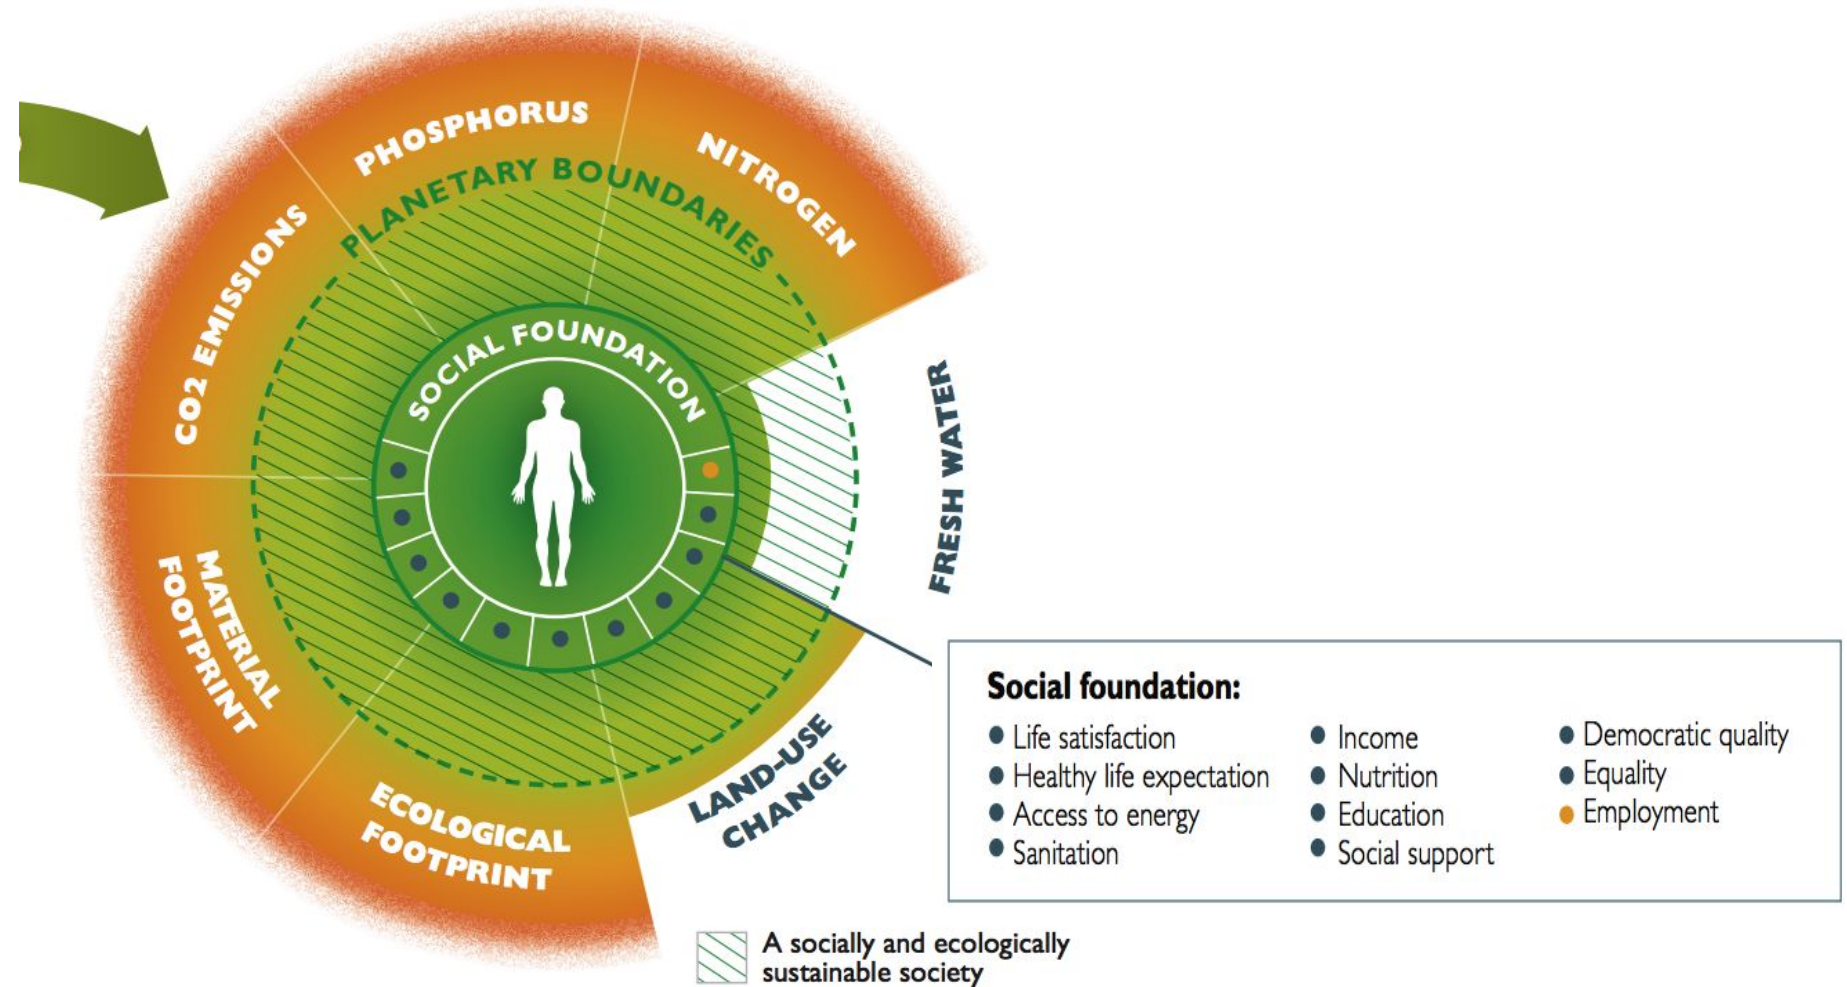 PHOSPHORUS
NITROGEN
PLANETARY BOUNDARIES
CO2 EMISSIONS
SOCIAL FOUNDATION
FRESH WATER
MATERIAL
FOOTPRINT
LAND-USE
CHANGE
ECOLOGICAL
FOOTPRINT
Social foundation:
Life satisfaction
Healthy life expectation
Access to energy
Sanitation
Income
Nutrition
Education
Social support
Democratic quality
Equality
Employment
A socially and ecologically
sustainable society